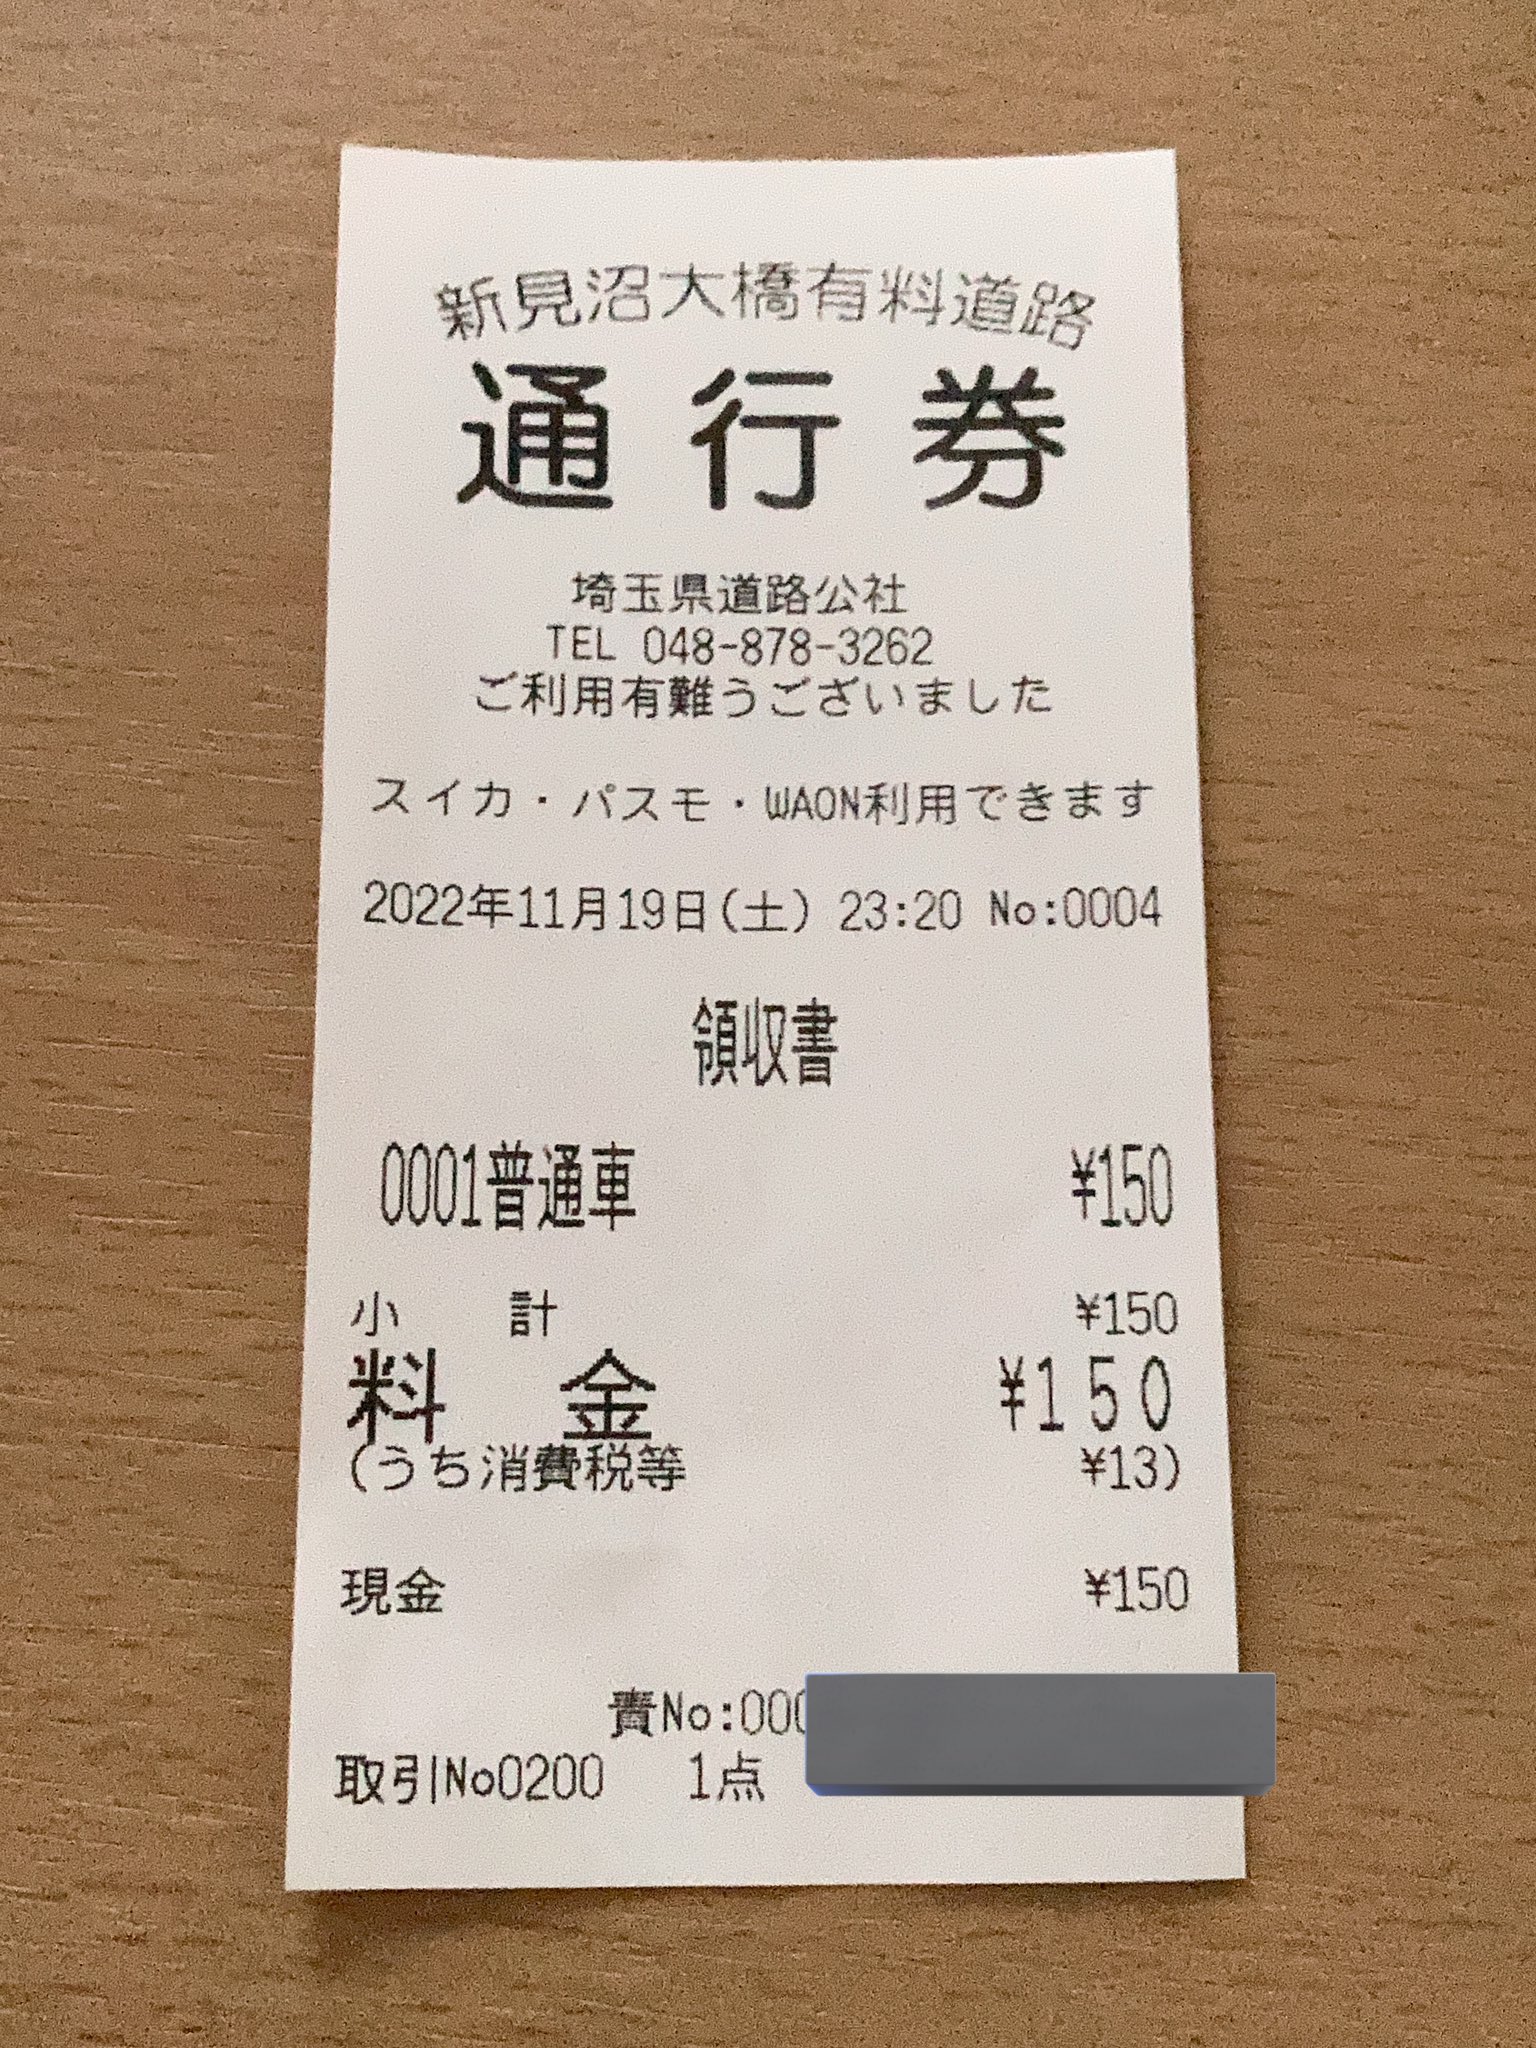 新見沼大橋有料道路
通行券
埼玉県道路公社
TEL 048-878-3262
ご利用有難うございました
スイカ・パスモ・WAON利用できます
2022年11月19日(土) 23:20 No:0004
領収書
0001普通車 ¥150
小計 ¥150
料金 ¥150
(うち消費税等 ¥13)
現金 ¥150
責No:000
取引No0200 1点